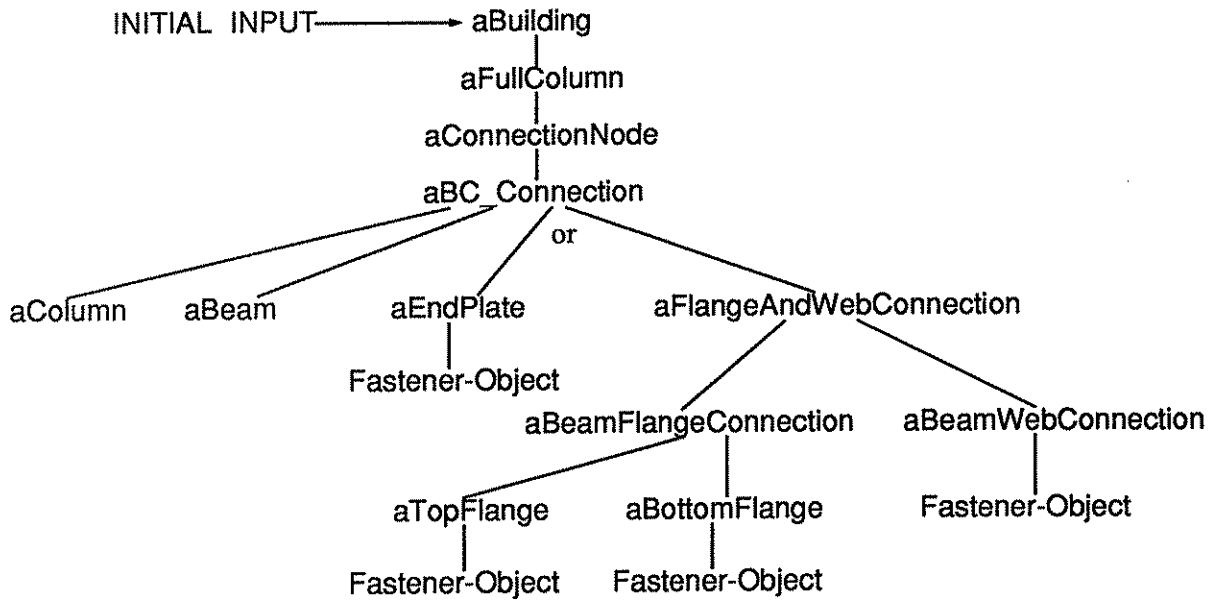 INITIAL INPUT aBuilding
aFullColumn
aConnectionNode
aBC_Connection
or
aColumn aBeam aEndPlate aFlangeAndWebConnection
Fastener-Object
aBeamFlangeConnection aBeamWebConnection
aTopFlange aBottomFlange Fastener-Object
Fastener-Object Fastener-Object